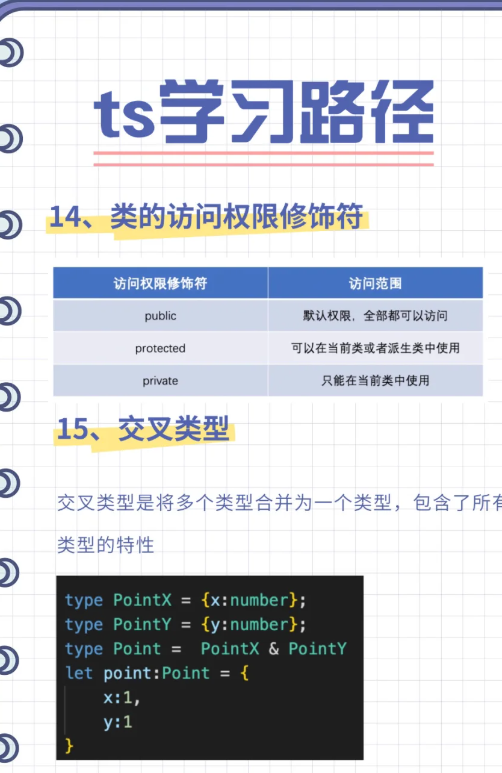 ts学习路径
14、类的访问权限修饰符
访问权限修饰符 访问范围
public 默认权限，全部都可以访问
protected 可以在当前类或者派生类中使用
private 只能在当前类中使用
15、交叉类型
交叉类型是将多个类型合并为一个类型，包含了所有
类型的特性
type PointX = {x:number};
type PointY = {y:number};
type Point =  PointX & PointY
let point:Point = {
    x:1,
    y:1
}